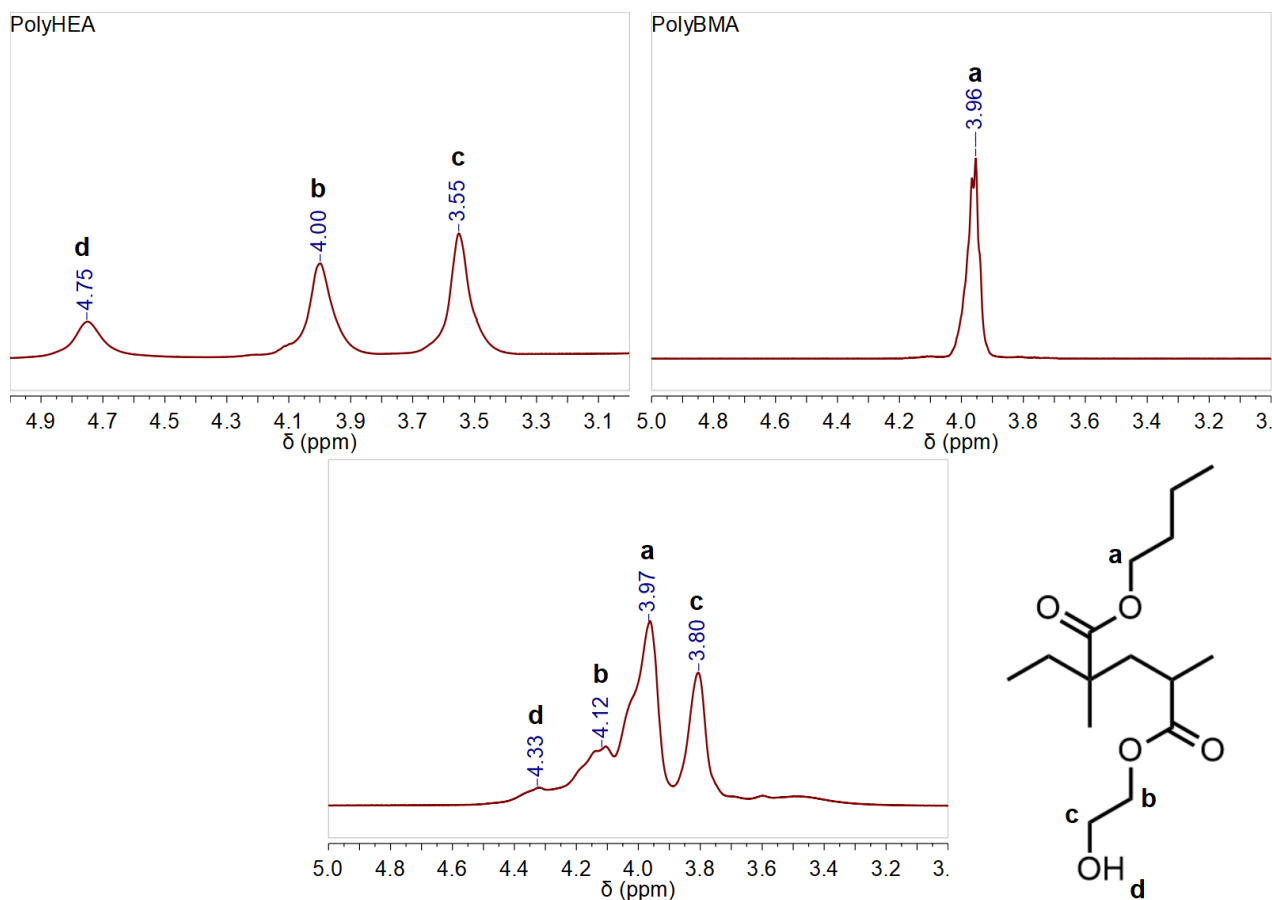 PolyHEA
d
4.75
b
4.00
c
3.55
4.9 4.7 4.5 4.3 4.1 3.9 3.7 3.5 3.3 3.1
δ (ppm)
PolyBMA
a
3.96
5.0 4.8 4.6 4.4 4.2 4.0 3.8 3.6 3.4 3.2 3.
δ (ppm)
d
4.33
b
4.12
a
3.97
c
3.80
5.0 4.8 4.6 4.4 4.2 4.0 3.8 3.6 3.4 3.2 3.
δ (ppm)
a
O
O
O
O
b
c
OH
d